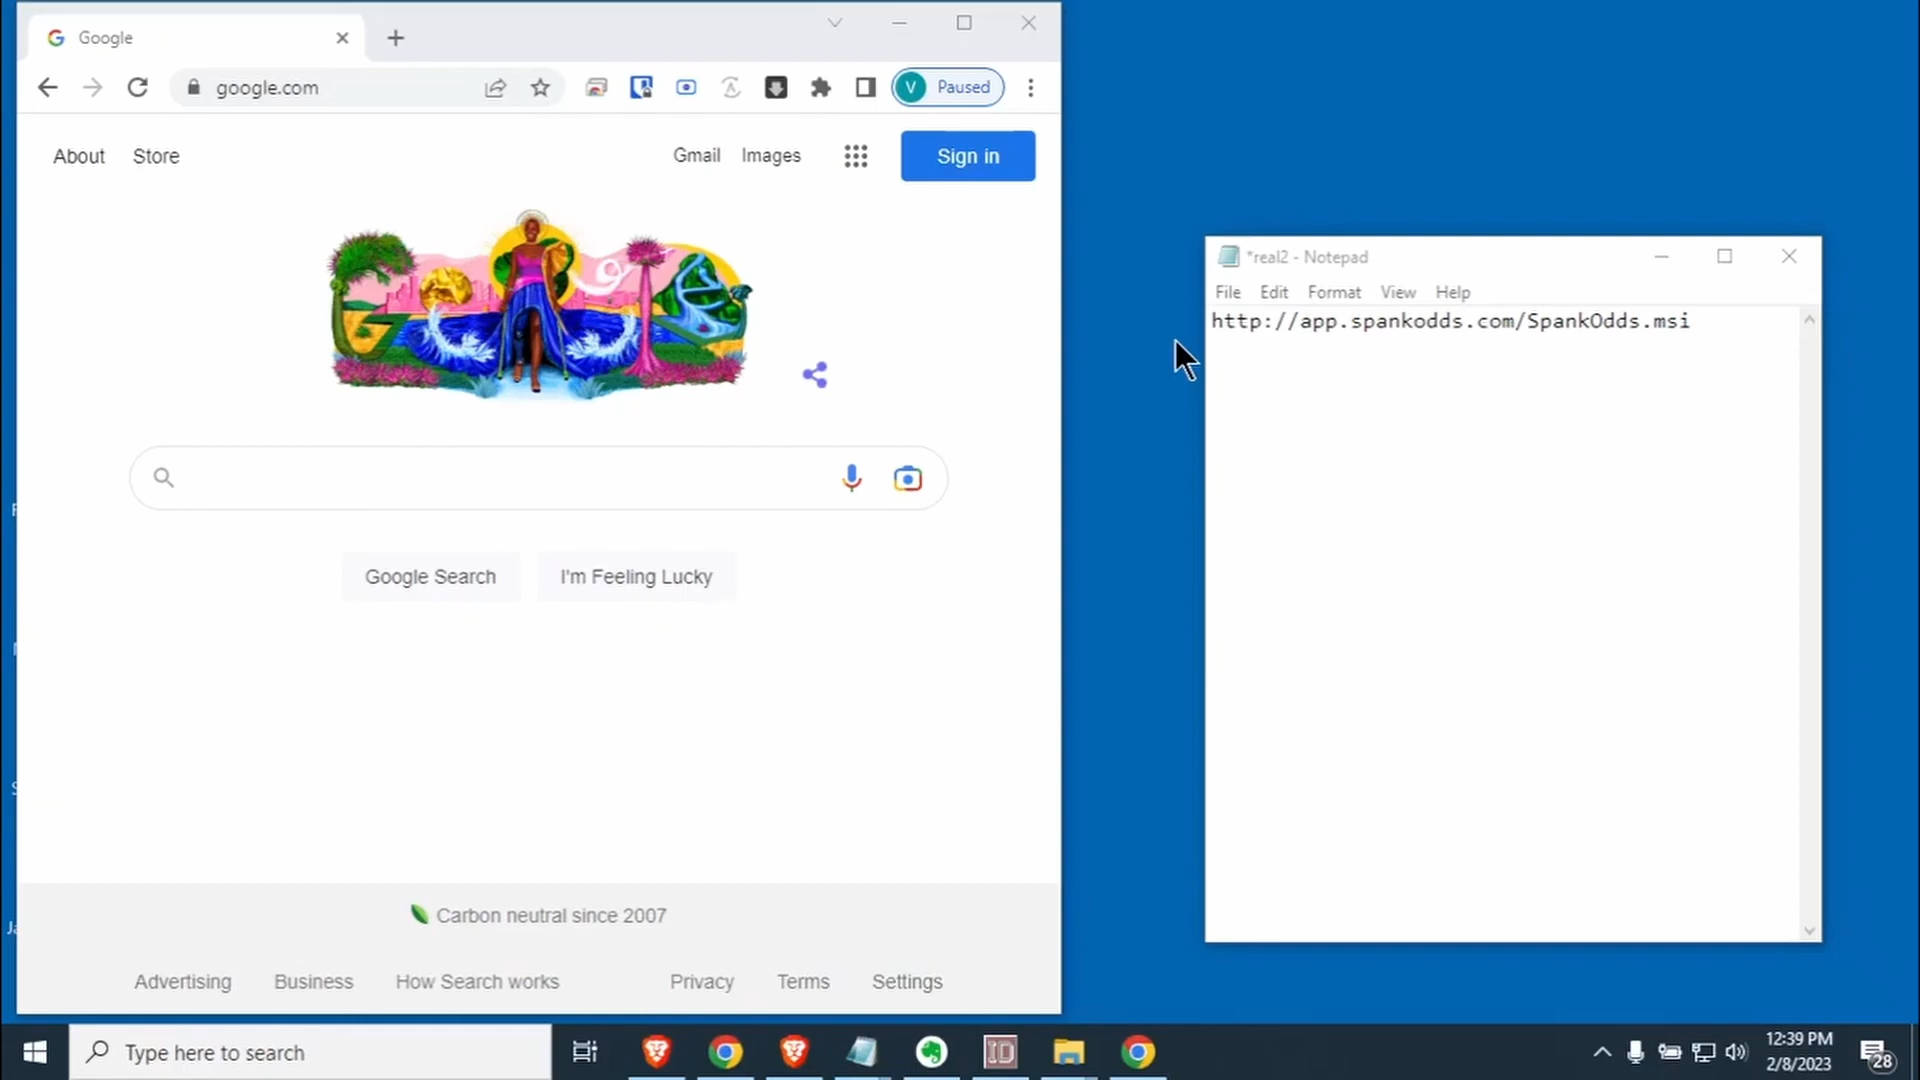 Google
google.com
V
Paused
About
Store
Gmail
Images
Sign in
Google Search
I'm Feeling Lucky
Carbon neutral since 2007
Advertising
Business
How Search works
Privacy
Terms
Settings
*real2 - Notepad
File
Edit
Format
View
Help
http://app.spankodds.com/SpankOdds.msi
Type here to search
ID
12:39 PM
2/8/2023
28